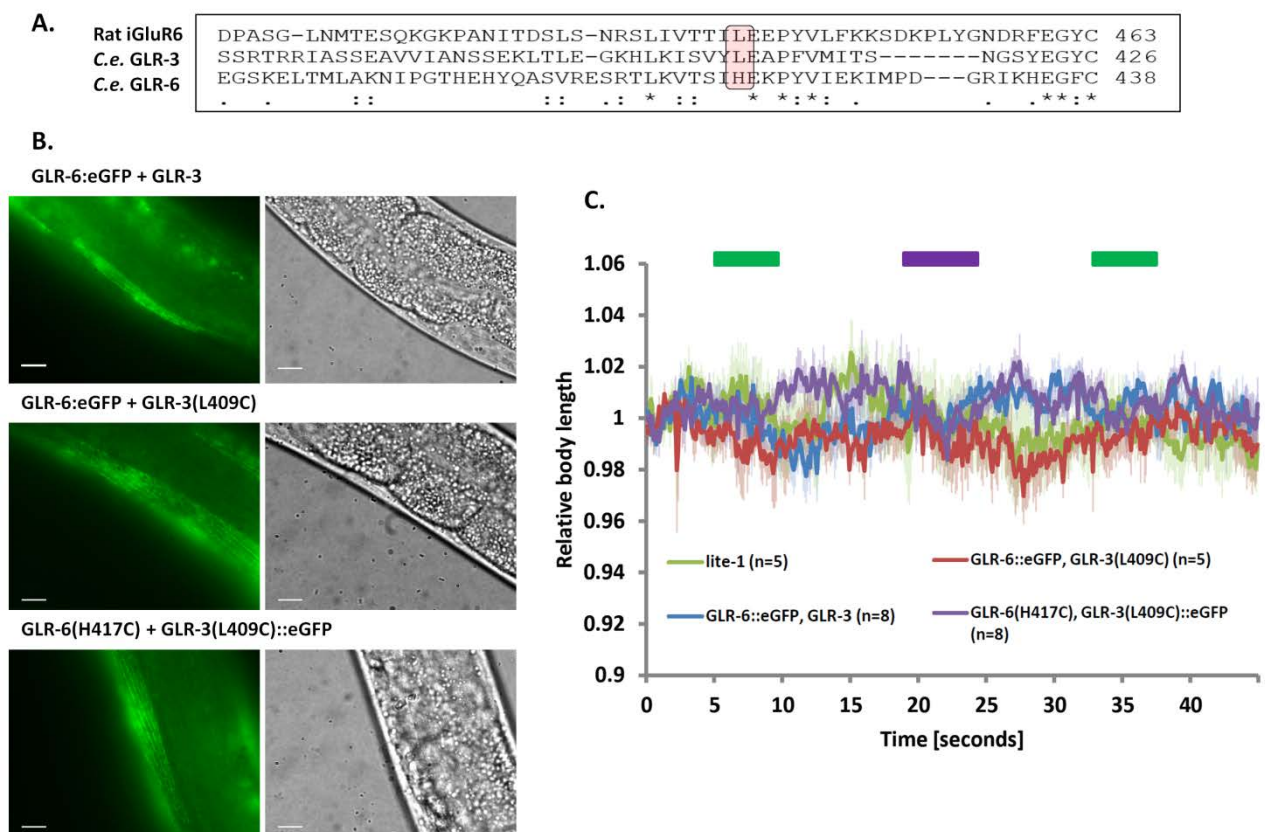 A.
Rat iGluR6 DPASG-LNMTESQKGKPANITDSLS-NRSLIVTTILEEPYVLFKKSDKPLYGNDRFEGYC 463
C.e. GLR-3 SSRTRRIASSEAVVIANSSEKLTLE-GKHLKISVYLEAPFVMITS-------NGSYEGYC 426
C.e. GLR-6 EGSKELTMLAKNIPGTHEHYQASVRESRTLKVTSIHEKPYVIEKIMPD---GRIKHEGFC 438
. . :: :: .: * :: * * :* : . . . **:*
B.
GLR-6:eGFP + GLR-3
GLR-6:eGFP + GLR-3(L409C)
GLR-6(H417C) + GLR-3(L409C)::eGFP
C.
1.06
1.04
1.02
1
0.98
0.96
0.94
0.92
0.9
Relative body length
lite-1 (n=5)
GLR-6::eGFP, GLR-3(L409C) (n=5)
GLR-6::eGFP, GLR-3 (n=8)
GLR-6(H417C), GLR-3(L409C)::eGFP
(n=8)
0 5 10 15 20 25 30 35 40
Time [seconds]